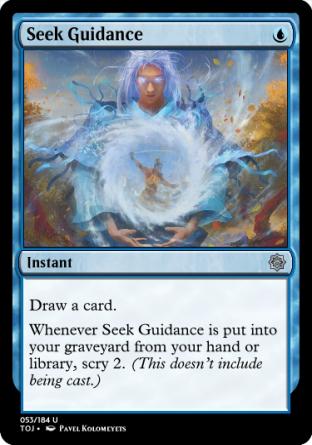 Seek Guidance
Instant
Draw a card.
Whenever Seek Guidance is put into
your graveyard from your hand or
library, scry 2. (This doesn't include
being cast.)
053/184 U
TOJ • Pavel Kolomeyets